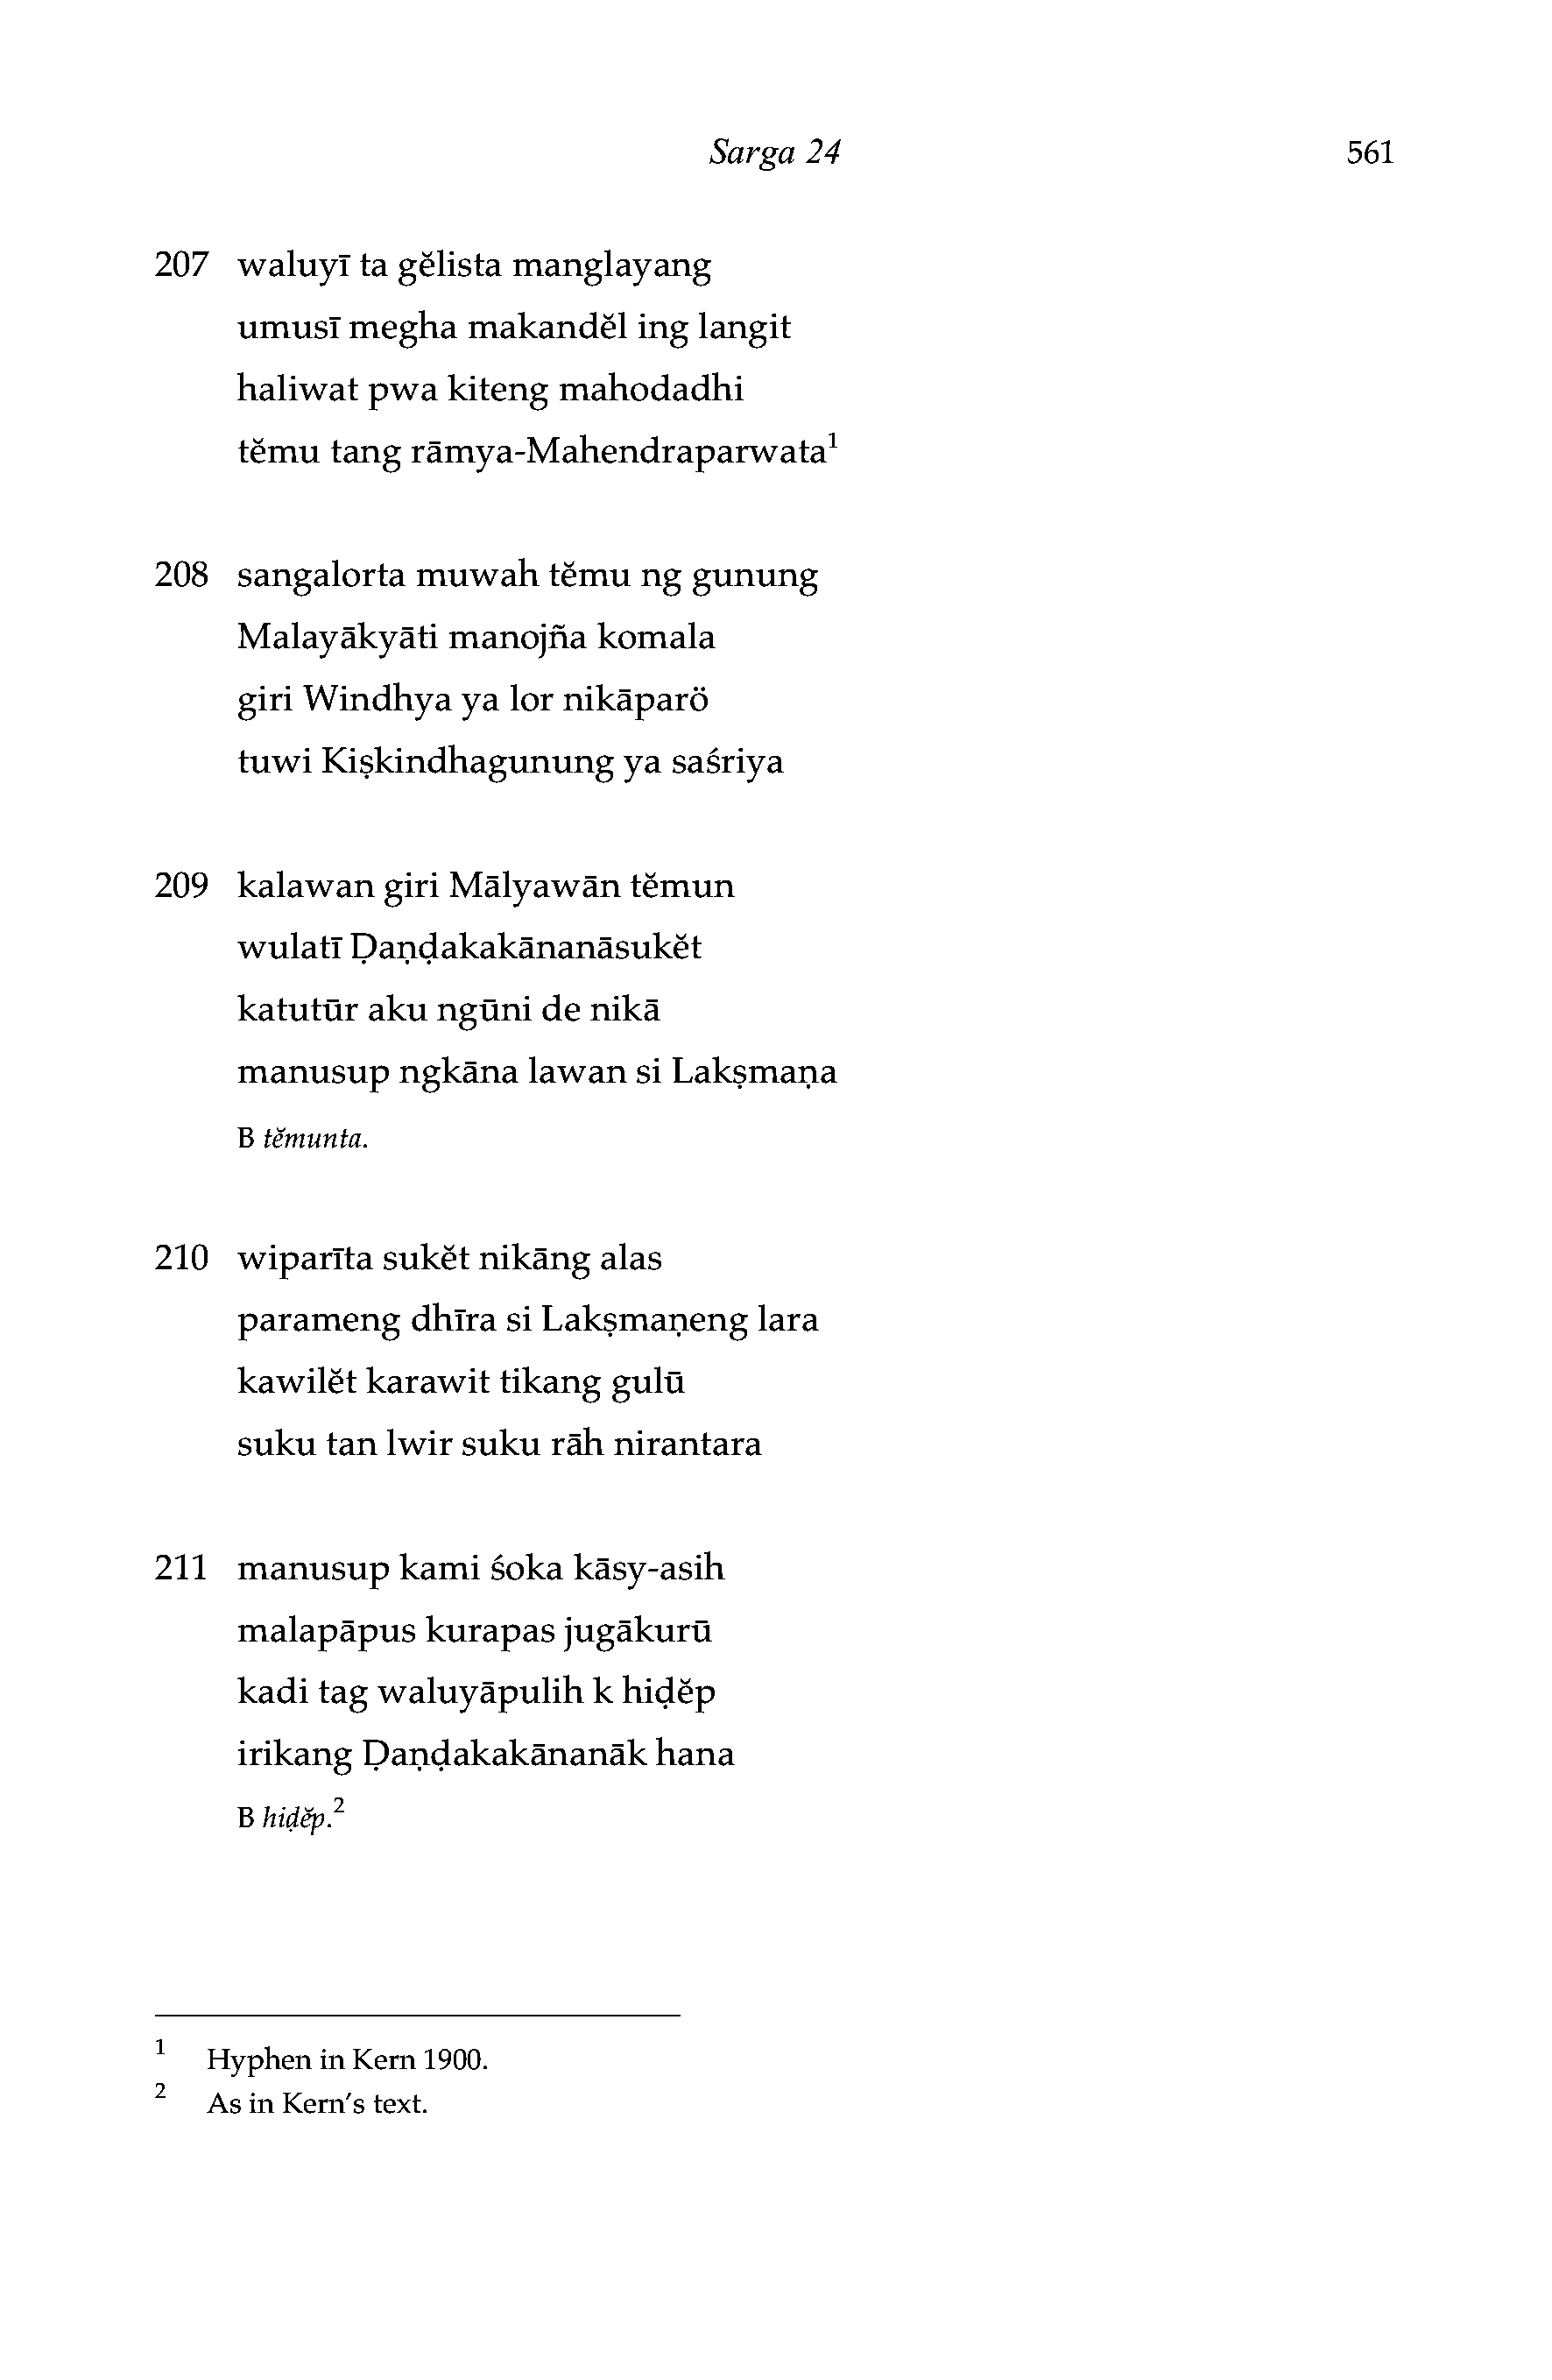 Sarga 24 561
207 waluyī ta gĕlista manglayang
umusī megha makandĕl ing langit
haliwat pwa kiteng mahodadhi
tĕmu tang rāmya-Mahendraparwata¹
208 sangalorta muwah tĕmu ng gunung
Malayākyāti manojña komala
giri Windhya ya lor nikāparö
tuwi Kiṣkindhagunung ya saśriya
209 kalawan giri Mālyawān tĕmun
wulatī Ḍaṇḍakakānanāsukĕt
katutūr aku ngūni de nikā
manusup ngkāna lawan si Lakṣmaṇa
B tĕmunta.
210 wiparīta sukĕt nikāng alas
parameng dhīra si Lakṣmaṇeng lara
kawilĕt karawit tikang gulū
suku tan lwir suku rāh nirantara
211 manusup kami śoka kāsy-asih
malapāpus kurapas jugākurū
kadi tag waluyāpulih k hiḍĕp
irikang Ḍaṇḍakakānanāk hana
B hiḍĕp.²
¹ Hyphen in Kern 1900.
² As in Kern's text.